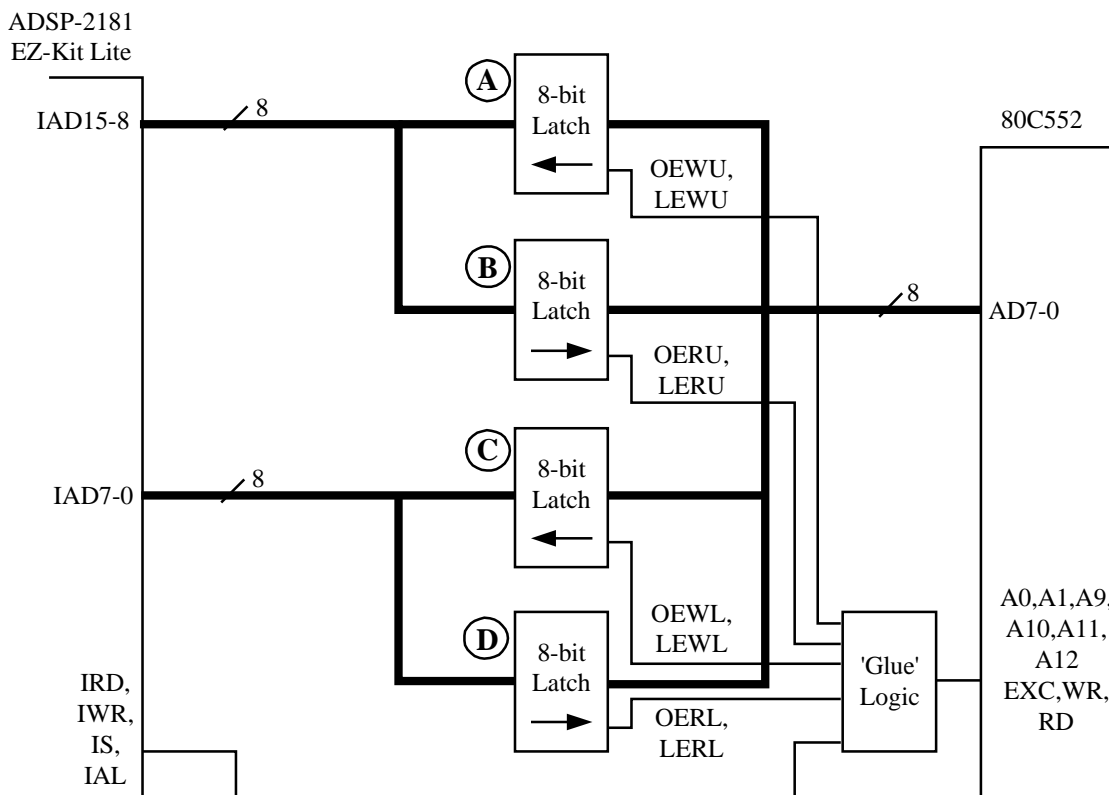 ADSP-2181
EZ-Kit Lite
IAD15-8
8
A
8-bit
Latch
OEWU,
LEWU
80C552
B
8-bit
Latch
OERU,
LERU
8
AD7-0
IAD7-0
8
C
8-bit
Latch
OEWL,
LEWL
D
8-bit
Latch
OERL,
LERL
'Glue'
Logic
A0,A1,A9,
A10,A11,
A12
EXC,WR,
RD
IRD,
IWR,
IS,
IAL